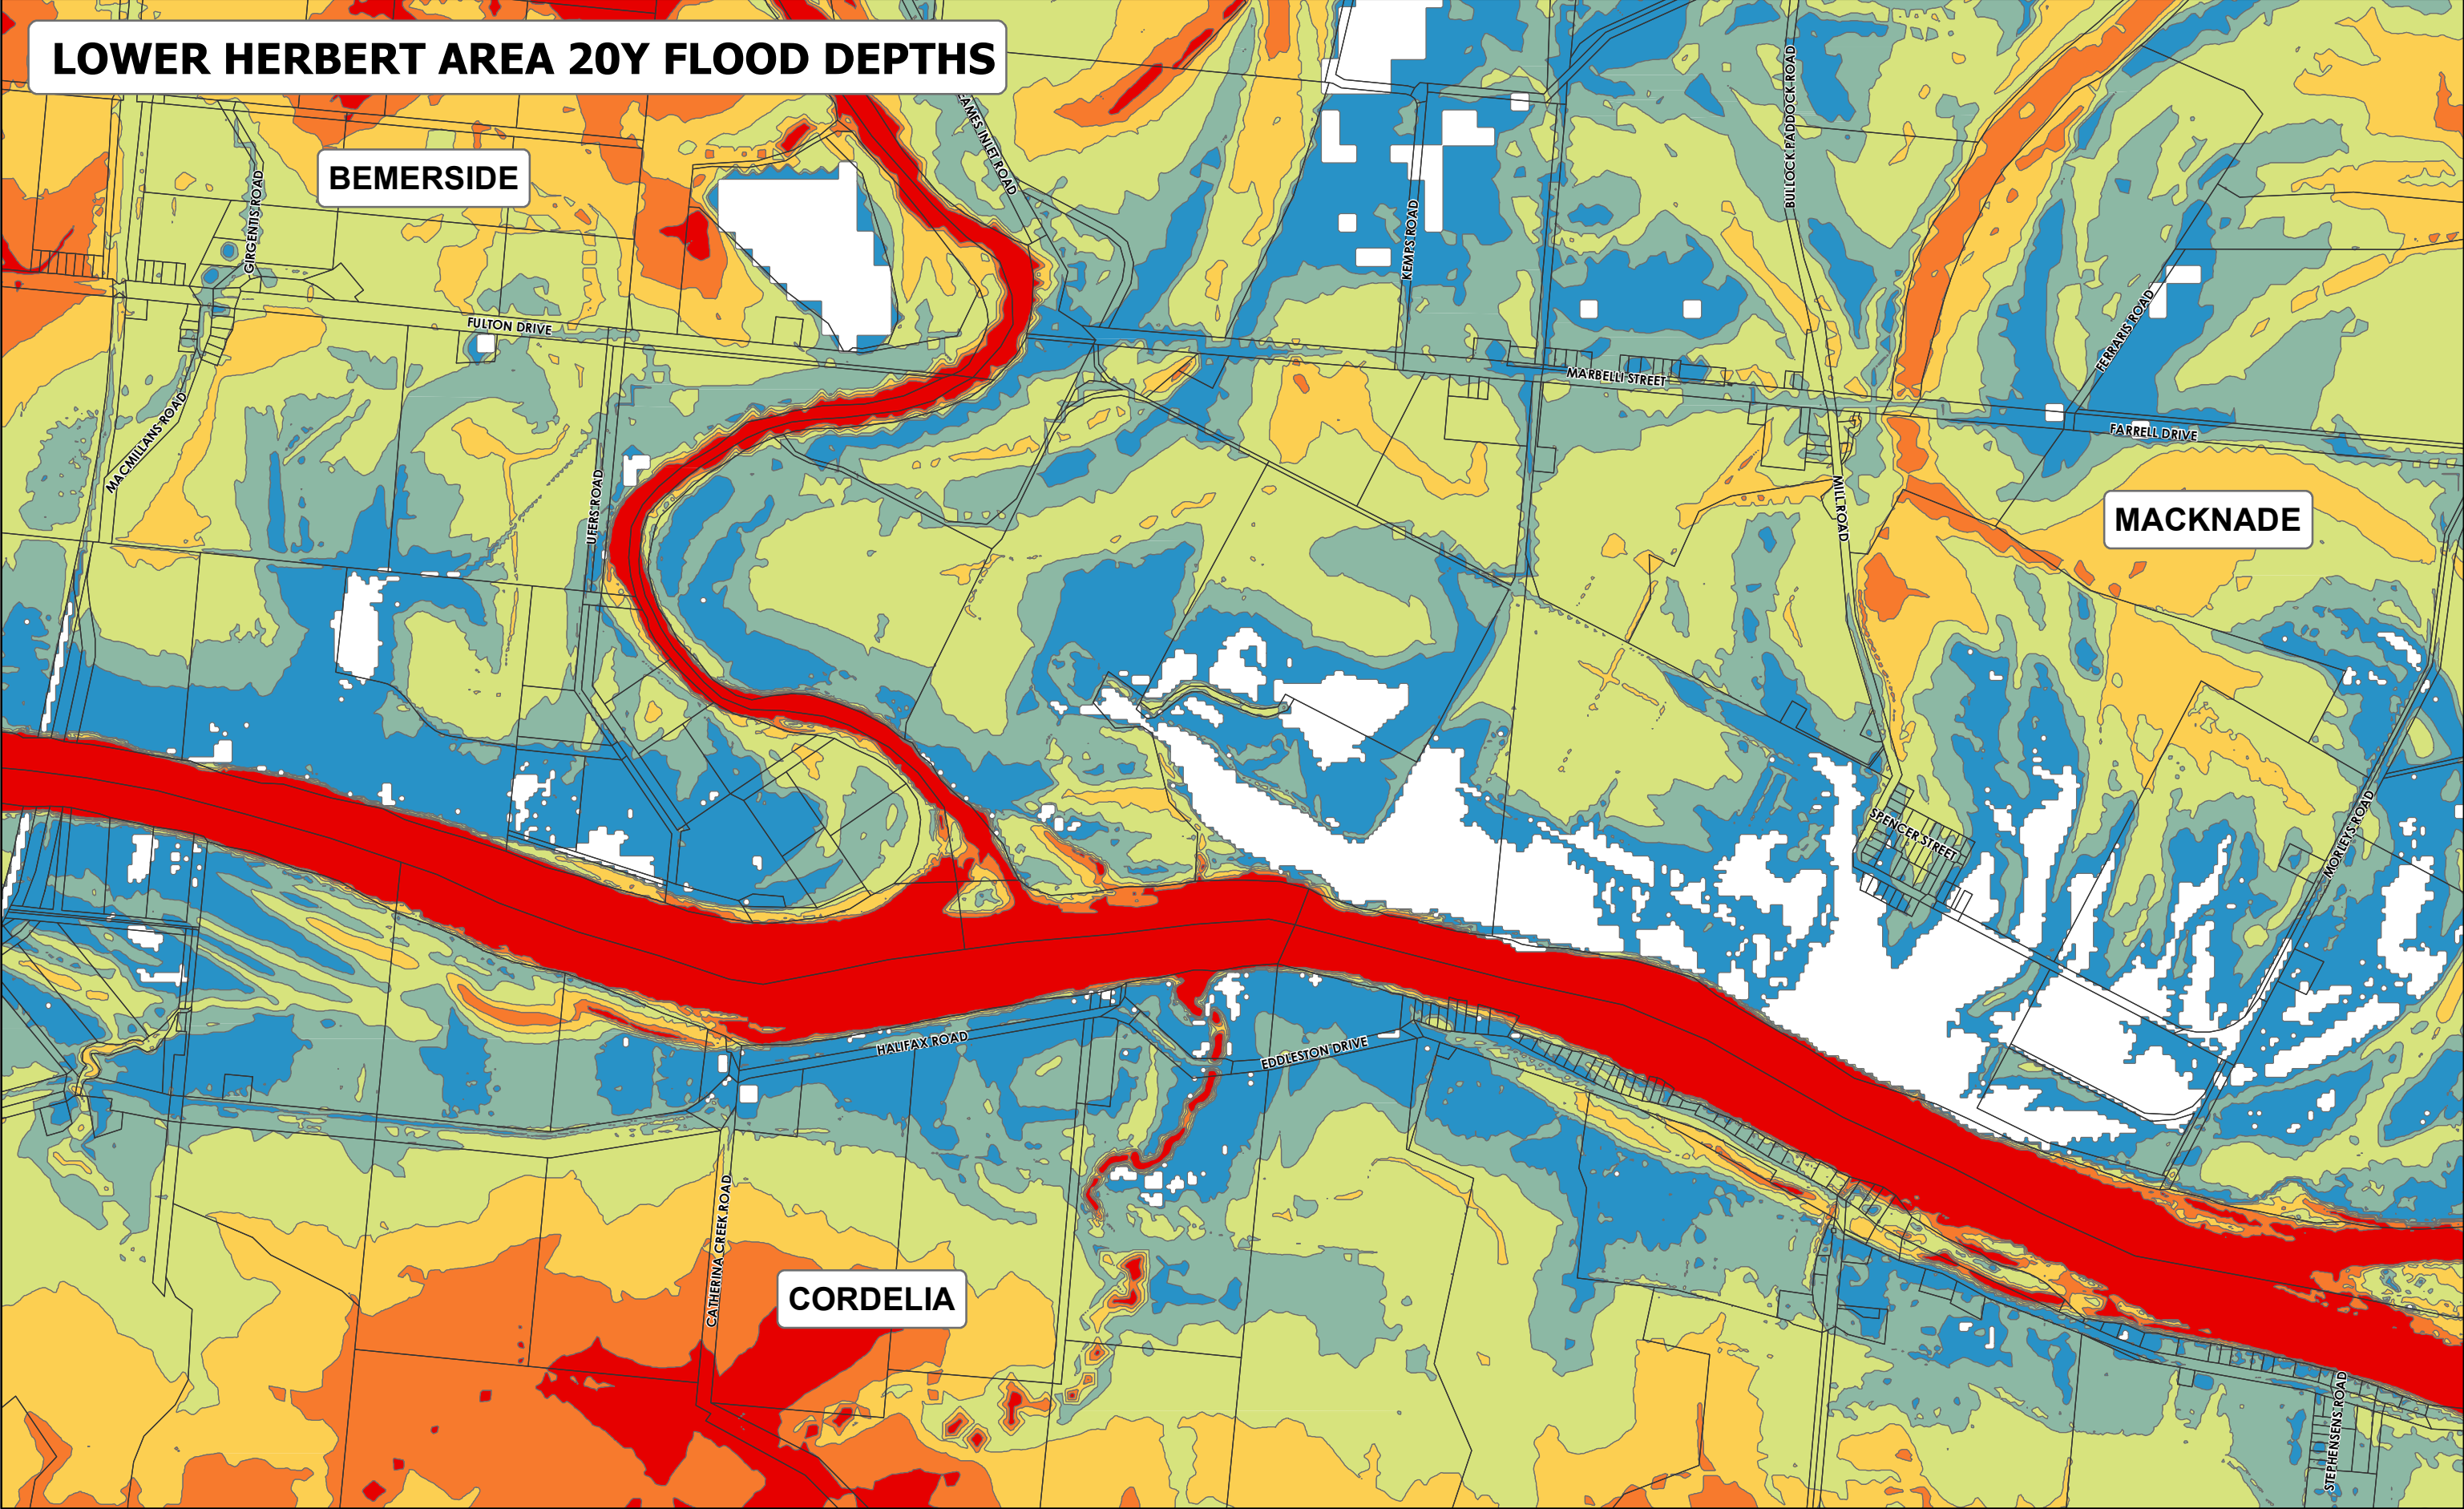 LOWER HERBERT AREA 20Y FLOOD DEPTHS
BULLOCK PADDOCK ROAD
INLET ROAD
BEMERSIDE
GIRGENTIS ROAD
KEMPS ROAD
FULTON DRIVE
FERRARIS ROAD
MARBELLI STREET
MACMILLANS ROAD
FARRELL DRIVE
UFERS ROAD
MILL ROAD
MACKNADE
SPENCER STREET
MORLEYS ROAD
HALIFAX ROAD
EDDLESTON DRIVE
CATHERINA CREEK ROAD
CORDELIA
STEPHENSENS ROAD